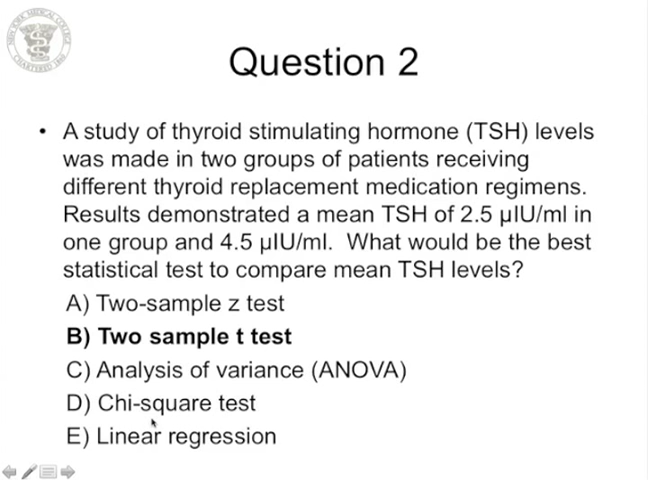 Question 2
• A study of thyroid stimulating hormone (TSH) levels
was made in two groups of patients receiving
different thyroid replacement medication regimens.
Results demonstrated a mean TSH of 2.5 µIU/ml in
one group and 4.5 µIU/ml.  What would be the best
statistical test to compare mean TSH levels?
A) Two-sample z test
B) Two sample t test
C) Analysis of variance (ANOVA)
D) Chi-square test
E) Linear regression